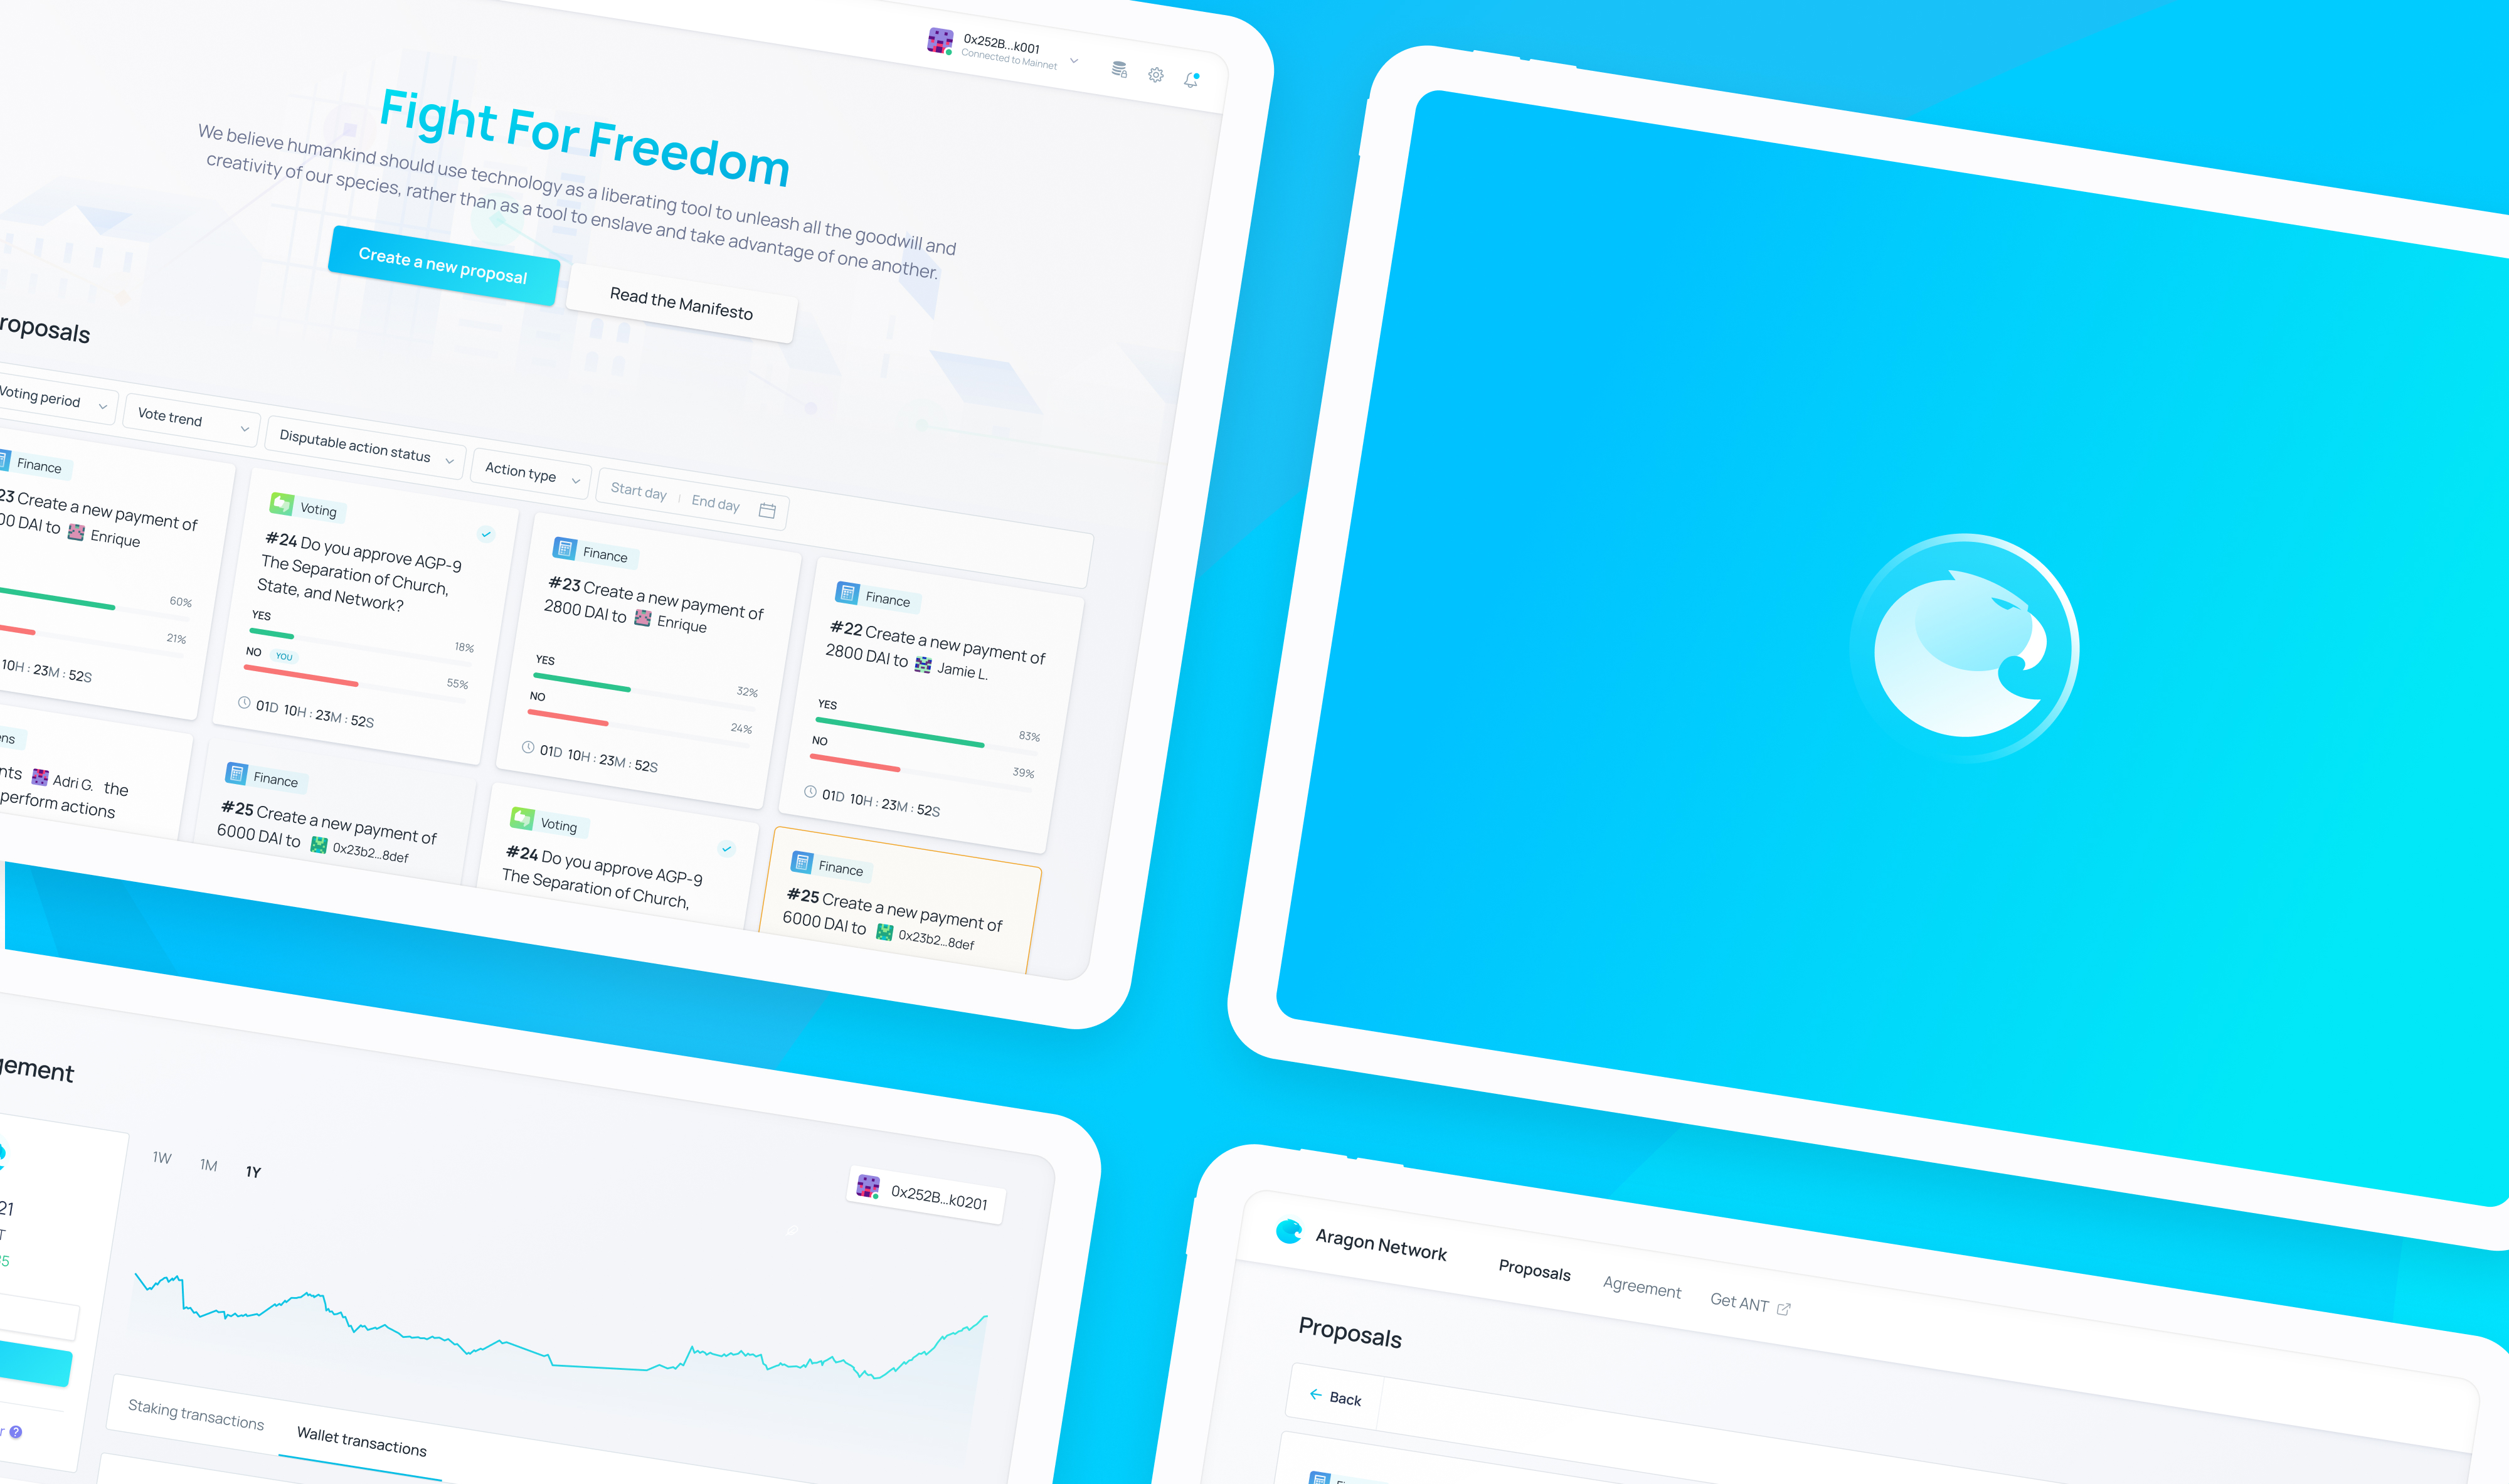 0x252B...k001
Connected to Mainnet
Fight For Freedom
We believe humankind should use technology as a liberating tool to unleash all the goodwill and
creativity of our species, rather than as a tool to enslave and take advantage of one another.
Create a new proposal
Read the Manifesto
roposals
Voting period
Vote trend
Disputable action status
Action type
Start day | End day
Finance
23 Create a new payment of
00 DAI to Enrique
60%
21%
10H : 23M : 52S
Voting
#24 Do you approve AGP-9
The Separation of Church,
State, and Network?
YES
18%
NO YOU
55%
01D 10H : 23M : 52S
Finance
#23 Create a new payment of
2800 DAI to Enrique
YES
32%
NO
24%
01D 10H : 23M : 52S
Finance
#22 Create a new payment of
2800 DAI to Jamie L.
YES
83%
NO
39%
01D 10H : 23M : 52S
ens
nts Adri G. the
perform actions
Finance
#25 Create a new payment of
6000 DAI to 0x23b2...8def
Voting
#24 Do you approve AGP-9
The Separation of Church,
Finance
#25 Create a new payment of
6000 DAI to 0x23b2...8def
gement
21
T
35
r ?
1W 1M 1Y
0x252B...k0201
Staking transactions
Wallet transactions
Aragon Network
Proposals
Agreement
Get ANT
Proposals
Back